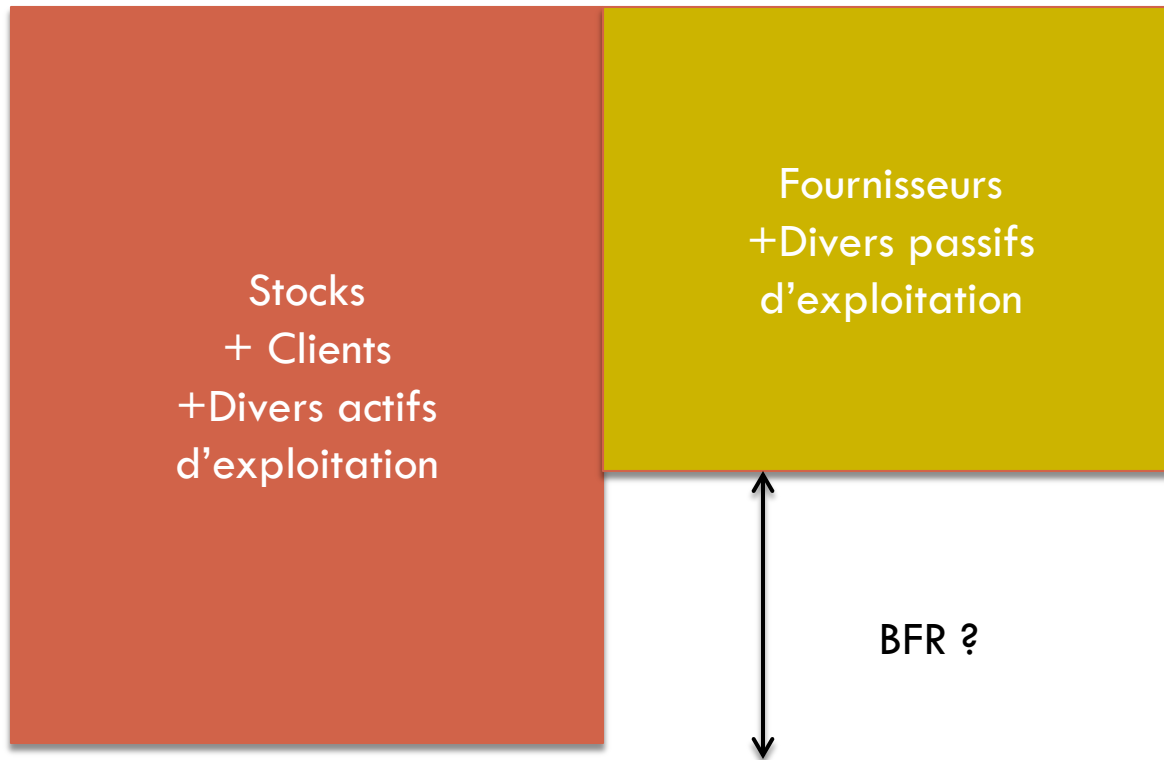 Stocks
+ Clients
+Divers actifs
d’exploitation
Fournisseurs
+Divers passifs
d’exploitation
BFR ?